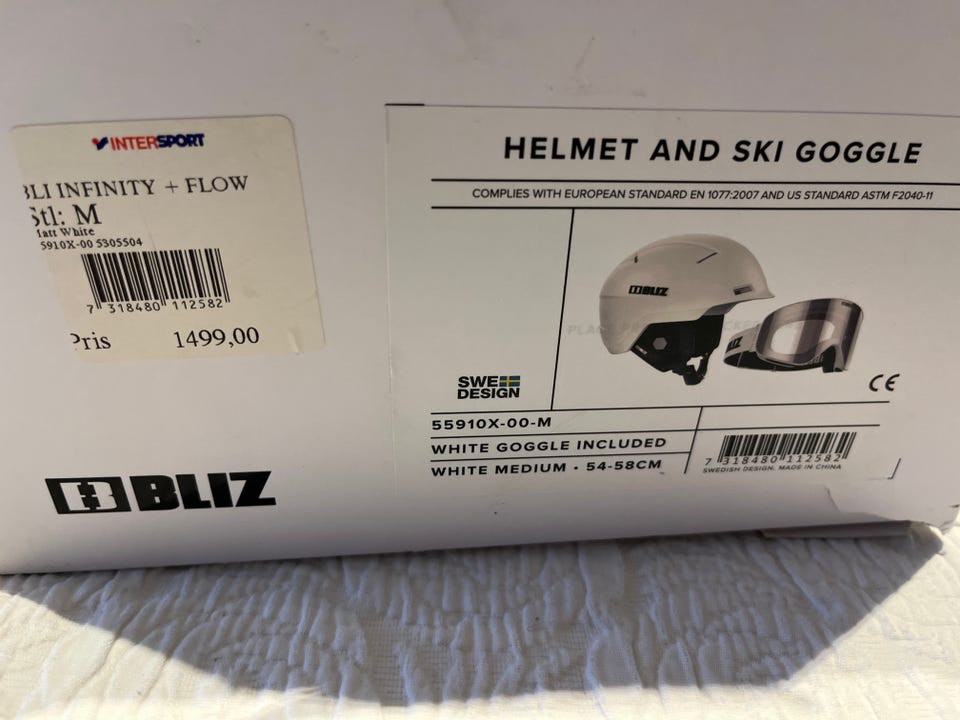 INTERSPORT
BLI INFINITY + FLOW
Stl: M
Matt White
5910X-00 5305504
7 318480 112582
Pris 1499,00
BLIZ
HELMET AND SKI GOGGLE
COMPLIES WITH EUROPEAN STANDARD EN 1077:2007 AND US STANDARD ASTM F2040-11
BLIZ
BLIZ
SWE
DESIGN
CE
55910X-00-M
WHITE GOGGLE INCLUDED
WHITE MEDIUM • 54-58CM
7 318480 112582
SWEDISH DESIGN. MADE IN CHINA